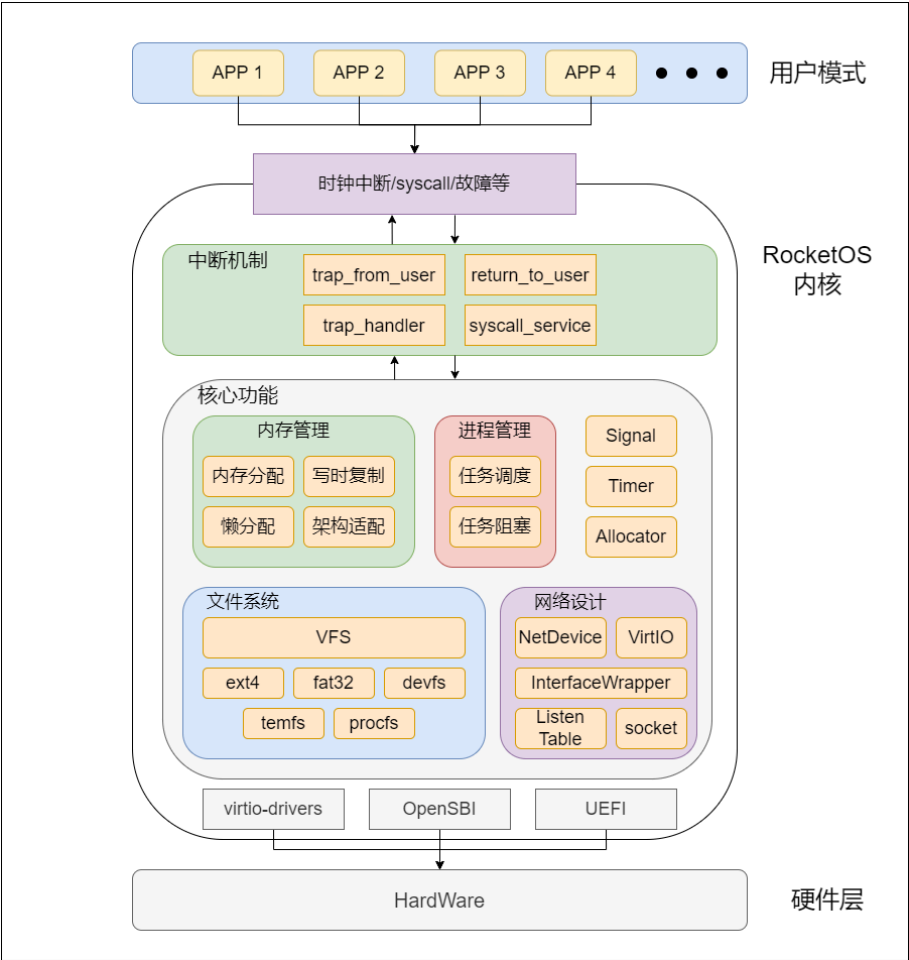 APP 1
APP 2
APP 3
APP 4
用户模式
时钟中断/syscall/故障等
RocketOS
内核
中断机制
trap_from_user
return_to_user
trap_handler
syscall_service
核心功能
内存管理
内存分配
写时复制
懒分配
架构适配
进程管理
任务调度
任务阻塞
Signal
Timer
Allocator
文件系统
VFS
ext4
fat32
devfs
temfs
procfs
网络设计
NetDevice
VirtIO
InterfaceWrapper
Listen
Table
socket
virtio-drivers
OpenSBI
UEFI
HardWare
硬件层